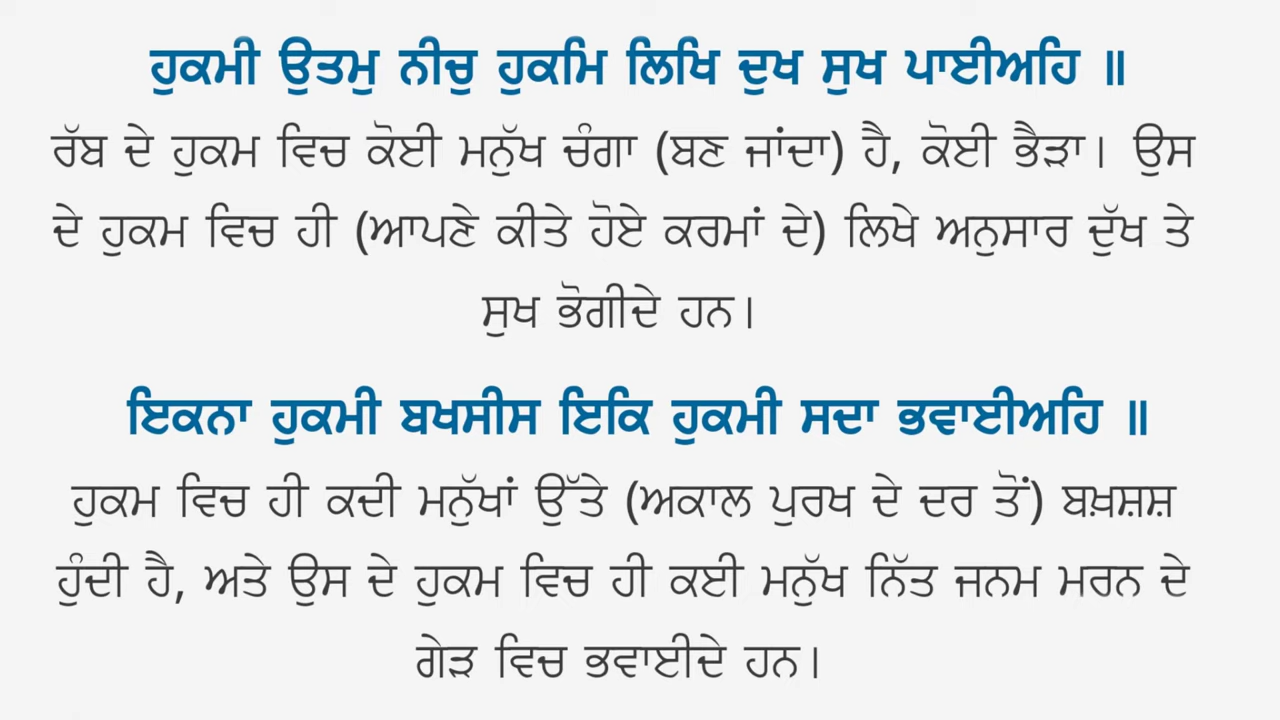 ਹੁਕਮੀ ਉਤਮੁ ਨੀਚੁ ਹੁਕਮਿ ਲਿਖਿ ਦੁਖ ਸੁਖ ਪਾਈਅਹਿ ॥
ਰੱਬ ਦੇ ਹੁਕਮ ਵਿਚ ਕੋਈ ਮਨੁੱਖ ਚੰਗਾ (ਬਣ ਜਾਂਦਾ) ਹੈ, ਕੋਈ ਭੈੜਾ। ਉਸ
ਦੇ ਹੁਕਮ ਵਿਚ ਹੀ (ਆਪਣੇ ਕੀਤੇ ਹੋਏ ਕਰਮਾਂ ਦੇ) ਲਿਖੇ ਅਨੁਸਾਰ ਦੁੱਖ ਤੇ
ਸੁਖ ਭੋਗੀਦੇ ਹਨ।
ਇਕਨਾ ਹੁਕਮੀ ਬਖਸੀਸ ਇਕਿ ਹੁਕਮੀ ਸਦਾ ਭਵਾਈਅਹਿ ॥
ਹੁਕਮ ਵਿਚ ਹੀ ਕਦੀ ਮਨੁੱਖਾਂ ਉੱਤੇ (ਅਕਾਲ ਪੁਰਖ ਦੇ ਦਰ ਤੋਂ) ਬਖ਼ਸ਼ਸ਼
ਹੁੰਦੀ ਹੈ, ਅਤੇ ਉਸ ਦੇ ਹੁਕਮ ਵਿਚ ਹੀ ਕਈ ਮਨੁੱਖ ਨਿੱਤ ਜਨਮ ਮਰਨ ਦੇ
ਗੇੜ ਵਿਚ ਭਵਾਈਦੇ ਹਨ।